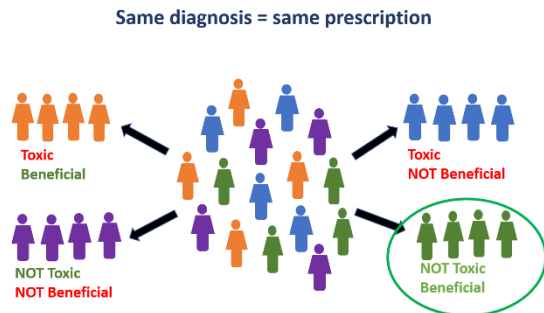 Same diagnosis = same prescription
Toxic
Beneficial
Toxic
NOT Beneficial
NOT Toxic
NOT Beneficial
NOT Toxic
Beneficial